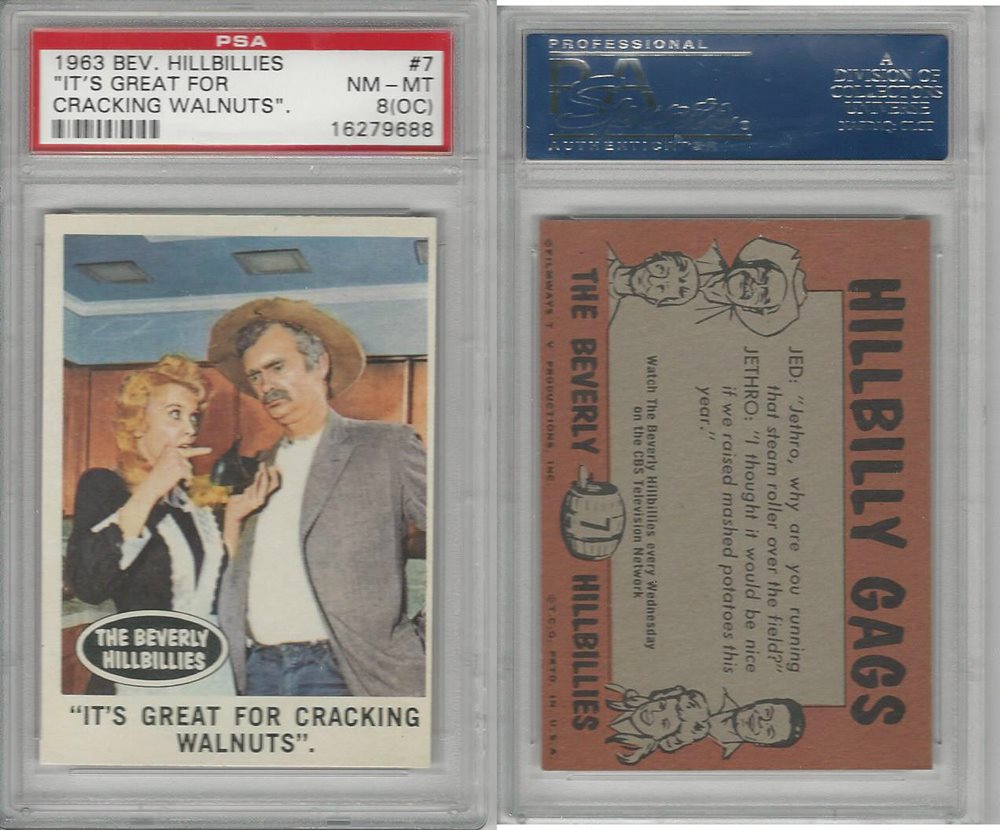 PSA
1963 BEV. HILLBILLIES #7
"IT'S GREAT FOR NM - MT
CRACKING WALNUTS". 8(OC)
16279688
THE BEVERLY
HILLBILLIES
"IT'S GREAT FOR CRACKING
WALNUTS".
PROFESSIONAL
PSA
A
DIVISION OF
COLLECTORS
UNIVERSE
NASDAQ: CLCT
HILLBILLY GAGS
JED: "Jethro, why are you running
that steam roller over the field?"
JETHRO: "I thought it would be nice
if we raised mashed potatoes this
year."
Watch The Beverly Hillbillies every Wednesday
on the CBS Television Network
THE BEVERLY 7 HILLBILLIES
©FILMWAYS T. V. PRODUCTIONS INC. ©T.C.G. PRTD. IN U.S.A.